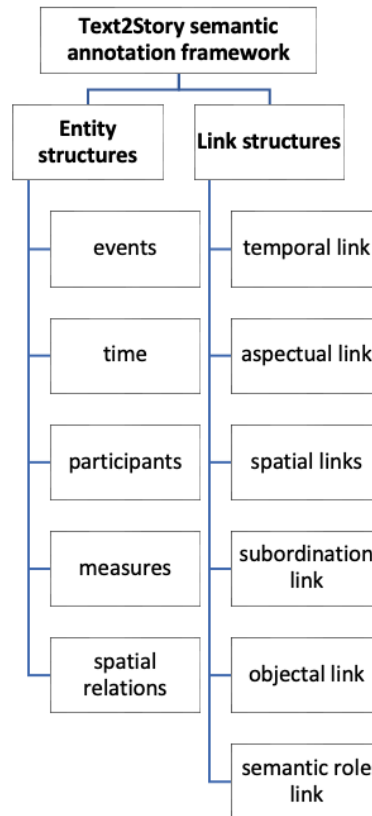 Text2Story semantic
annotation framework
Entity
structures
events
time
participants
measures
spatial
relations
Link structures
temporal link
aspectual link
spatial links
subordination
link
objectal link
semantic role
link